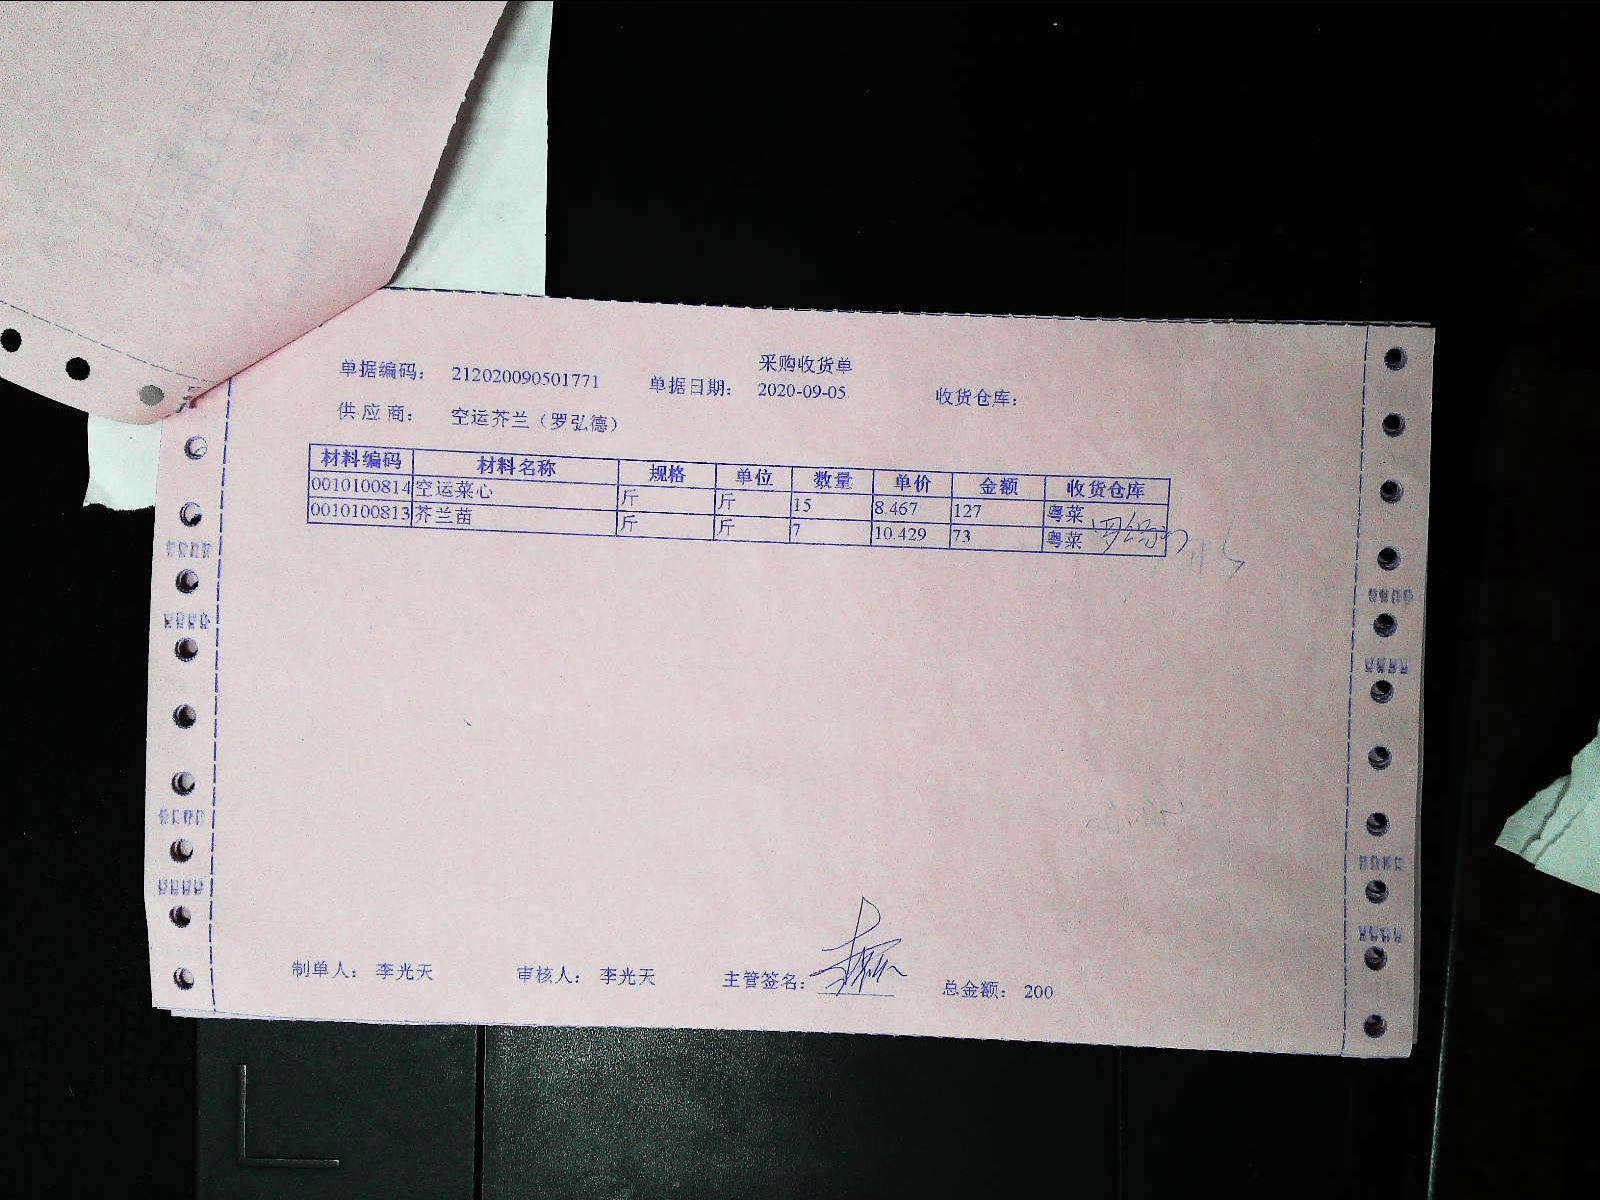 采购收货单
单据编码： 212020090501771 单据日期： 2020-09-05 收货仓库：
供 应 商： 空运芥兰（罗弘德）
材料编码 材料名称 规格 单位 数量 单价 金额 收货仓库
0010100814 空运菜心 斤 斤 15 8.467 127 粤菜
0010100813 芥兰苗 斤 斤 7 10.429 73 粤菜
制单人： 李光天 审核人： 李光天 主管签名： 总金额： 200